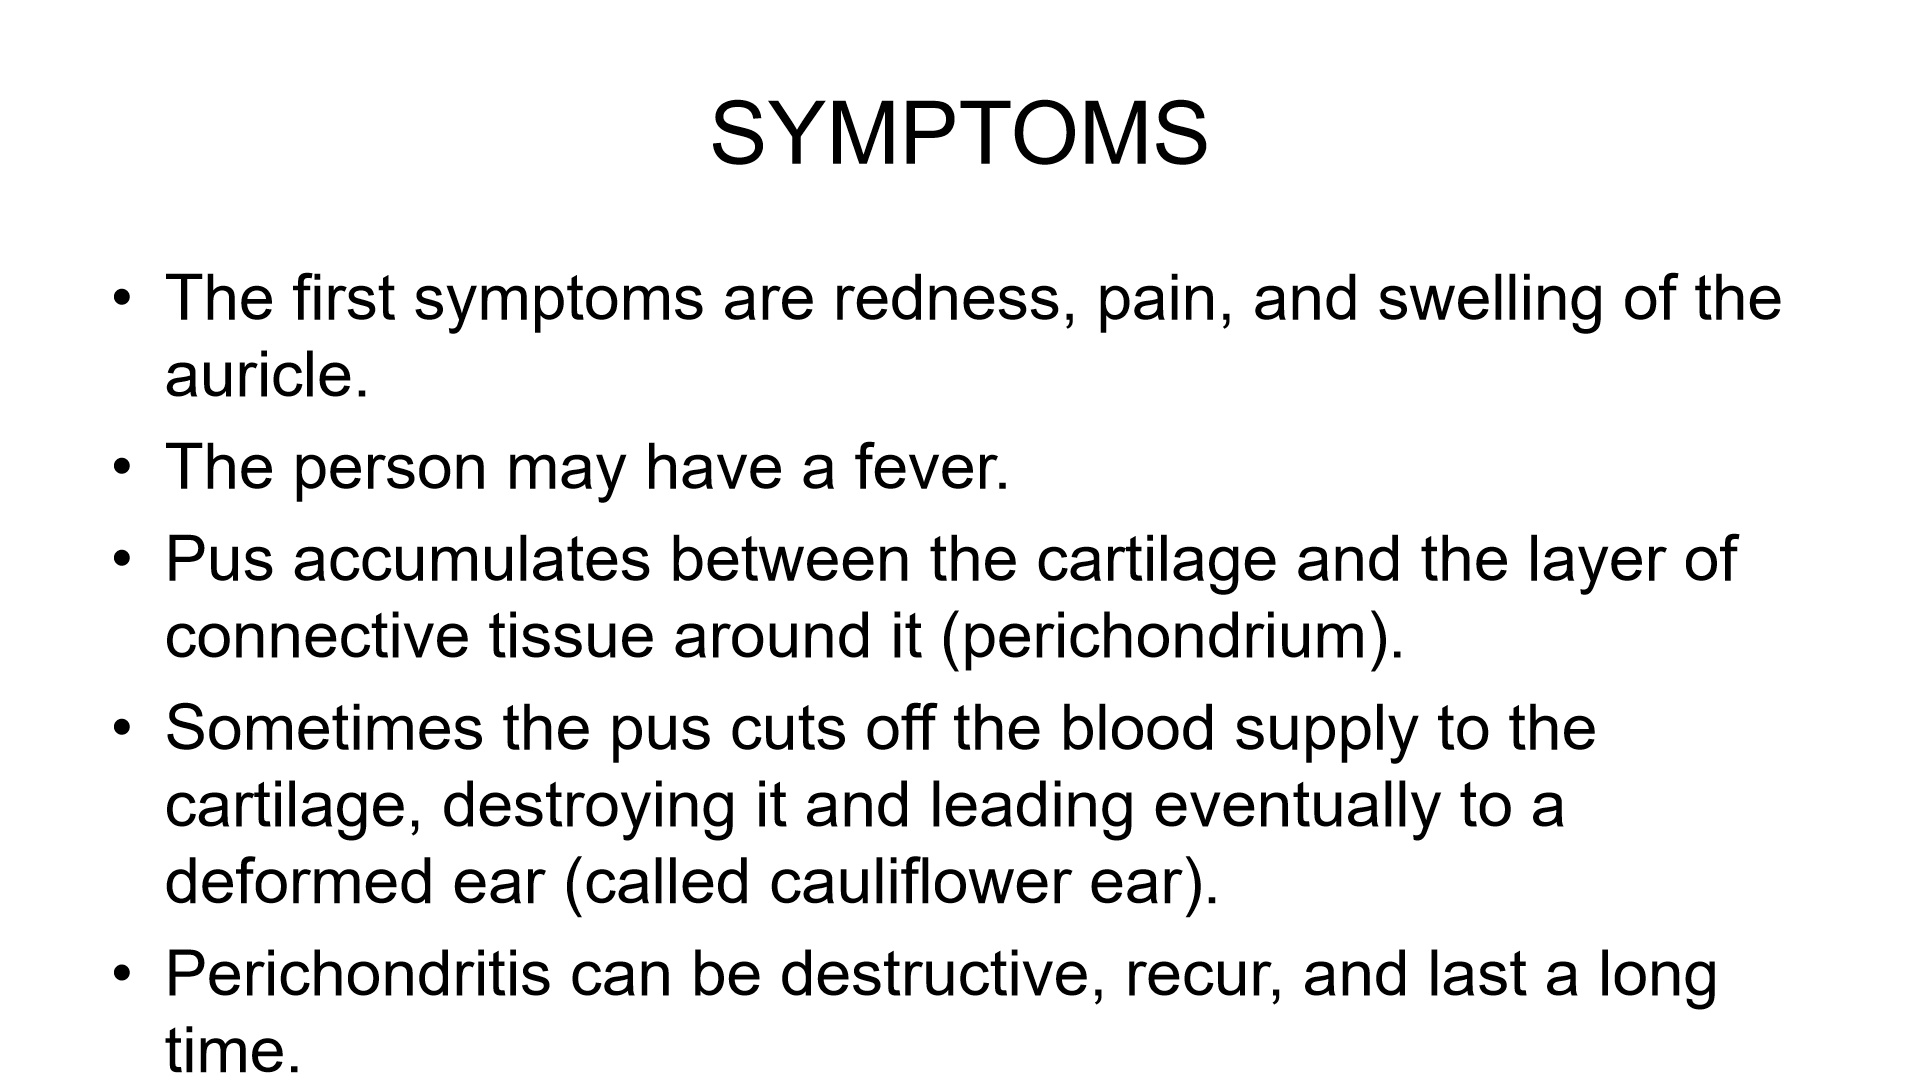 SYMPTOMS
• The first symptoms are redness, pain, and swelling of the
auricle.
• The person may have a fever.
• Pus accumulates between the cartilage and the layer of
connective tissue around it (perichondrium).
• Sometimes the pus cuts off the blood supply to the
cartilage, destroying it and leading eventually to a
deformed ear (called cauliflower ear).
• Perichondritis can be destructive, recur, and last a long
time.